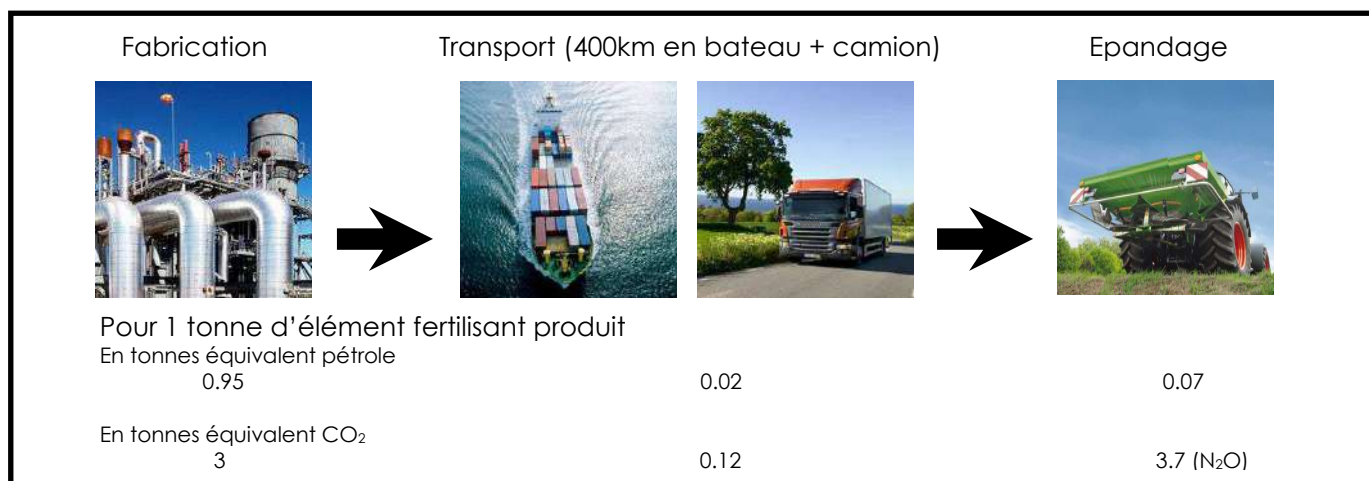 Fabrication Transport (400km en bateau + camion) Epandage
Pour 1 tonne d'élément fertilisant produit
En tonnes équivalent pétrole
0.95 0.02 0.07
En tonnes équivalent CO₂
3 0.12 3.7 (N₂O)